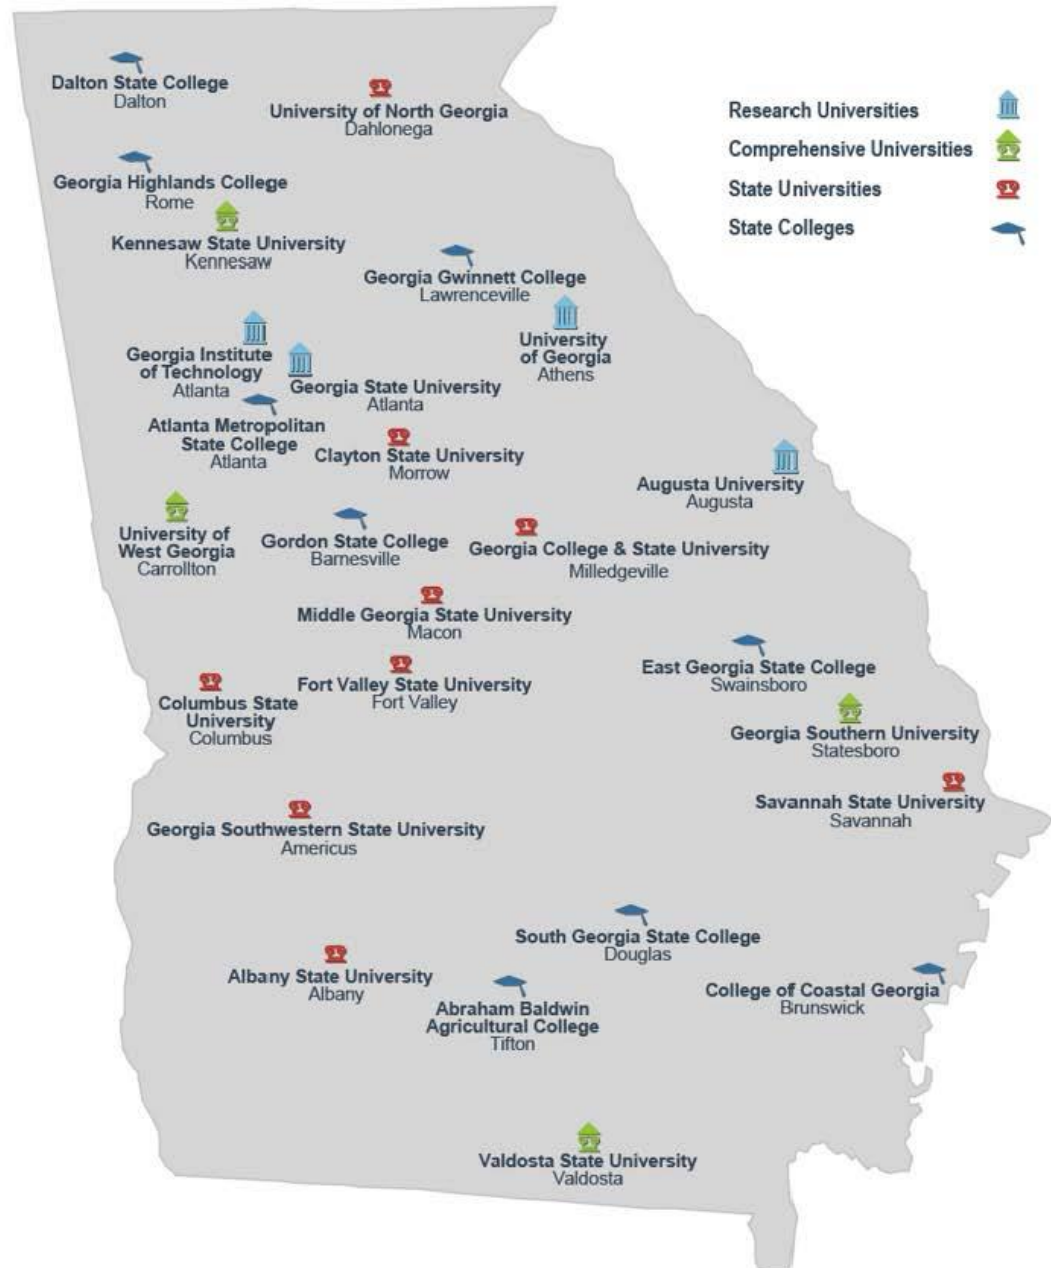 Dalton State College
Dalton
University of North Georgia
Dahlonega
Research Universities
Comprehensive Universities
State Universities
State Colleges
Georgia Highlands College
Rome
Kennesaw State University
Kennesaw
Georgia Gwinnett College
Lawrenceville
University
of Georgia
Athens
Georgia Institute
of Technology
Atlanta
Georgia State University
Atlanta
Atlanta Metropolitan
State College
Atlanta
Clayton State University
Morrow
Augusta University
Augusta
University of
West Georgia
Carrollton
Gordon State College
Barnesville
Georgia College & State University
Milledgeville
Middle Georgia State University
Macon
East Georgia State College
Swainsboro
Columbus State
University
Columbus
Fort Valley State University
Fort Valley
Georgia Southern University
Statesboro
Savannah State University
Savannah
Georgia Southwestern State University
Americus
South Georgia State College
Douglas
Albany State University
Albany
Abraham Baldwin
Agricultural College
Tifton
College of Coastal Georgia
Brunswick
Valdosta State University
Valdosta